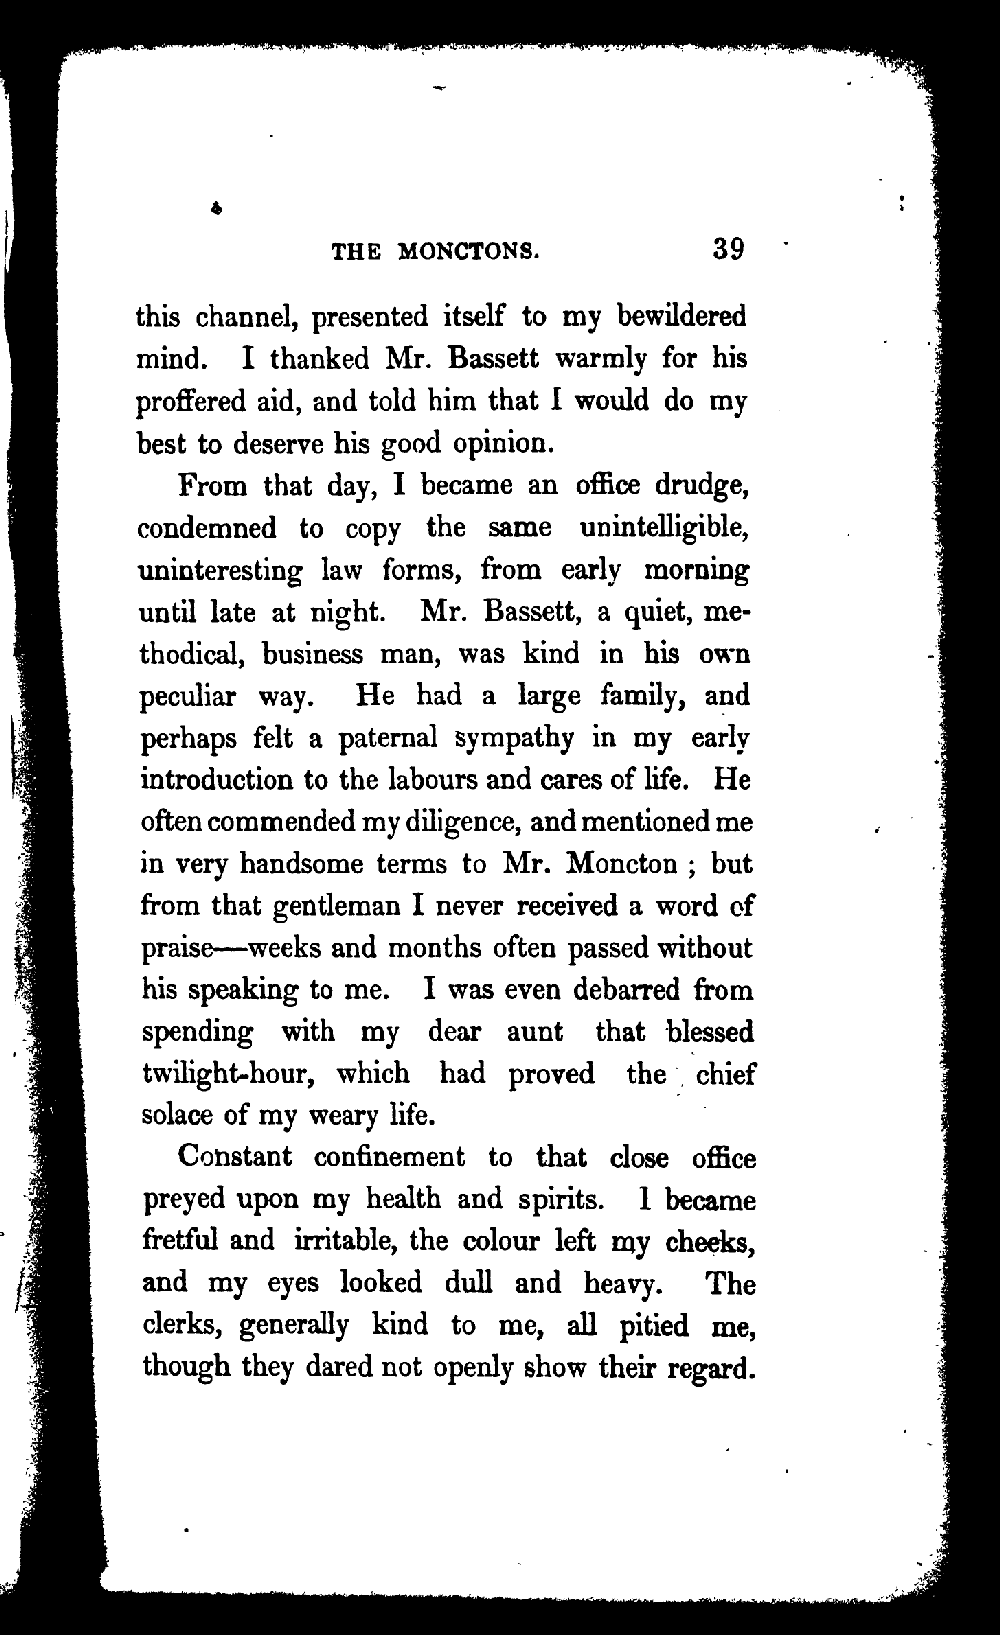 THE MONCTONS. 39
this channel, presented itself to my bewildered
mind. I thanked Mr. Bassett warmly for his
proffered aid, and told him that I would do my
best to deserve his good opinion.
From that day, I became an office drudge,
condemned to copy the same unintelligible,
uninteresting law forms, from early morning
until late at night. Mr. Bassett, a quiet, me-
thodical, business man, was kind in his own
peculiar way. He had a large family, and
perhaps felt a paternal sympathy in my early
introduction to the labours and cares of life. He
often commended my diligence, and mentioned me
in very handsome terms to Mr. Moncton ; but
from that gentleman I never received a word of
praise—weeks and months often passed without
his speaking to me. I was even debarred from
spending with my dear aunt that blessed
twilight-hour, which had proved the chief
solace of my weary life.
Constant confinement to that close office
preyed upon my health and spirits. I became
fretful and irritable, the colour left my cheeks,
and my eyes looked dull and heavy. The
clerks, generally kind to me, all pitied me,
though they dared not openly show their regard.